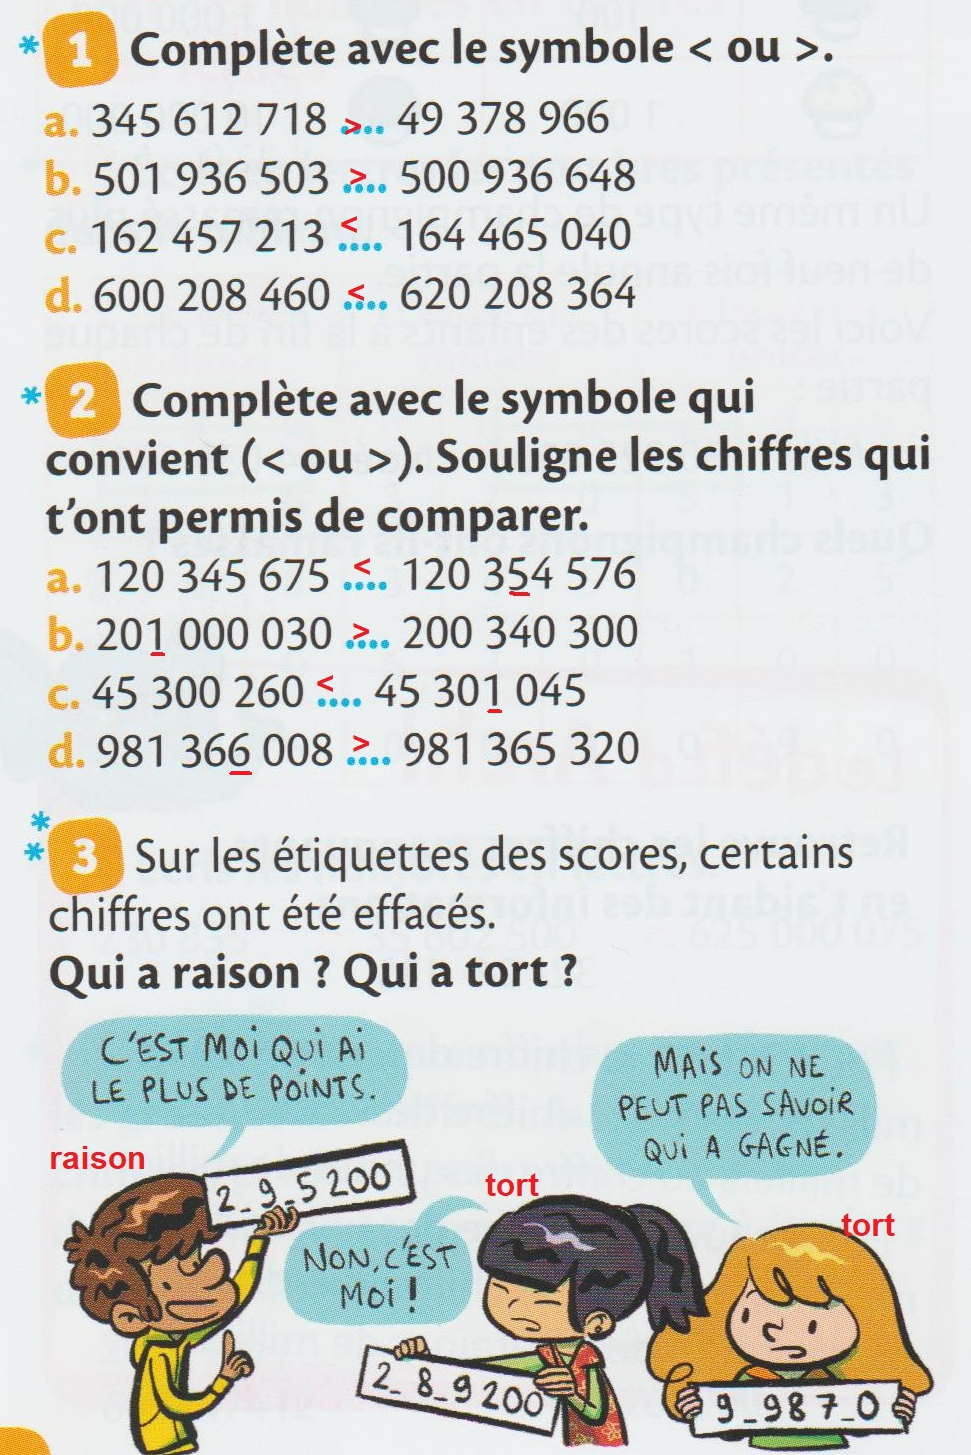 * 1 Complète avec le symbole < ou >.
a. 345 612 718 >.... 49 378 966
b. 501 936 503 >.... 500 936 648
c. 162 457 213 <.... 164 465 040
d. 600 208 460 <.... 620 208 364
* 2 Complète avec le symbole qui
convient (< ou >). Souligne les chiffres qui
t'ont permis de comparer.
a. 120 345 675 <.... 120 354 576
b. 201 000 030 >.... 200 340 300
c. 45 300 260 <.... 45 301 045
d. 981 366 008 >.... 981 365 320
** 3 Sur les étiquettes des scores, certains
chiffres ont été effacés.
Qui a raison ? Qui a tort ?
C'EST MOI QUI AI
LE PLUS DE POINTS.
MAIS ON NE
PEUT PAS SAVOIR
QUI A GAGNÉ.
raison
2_9_5 200
tort
tort
NON, C'EST
MOI !
2_ 8_9 200
9_987_0